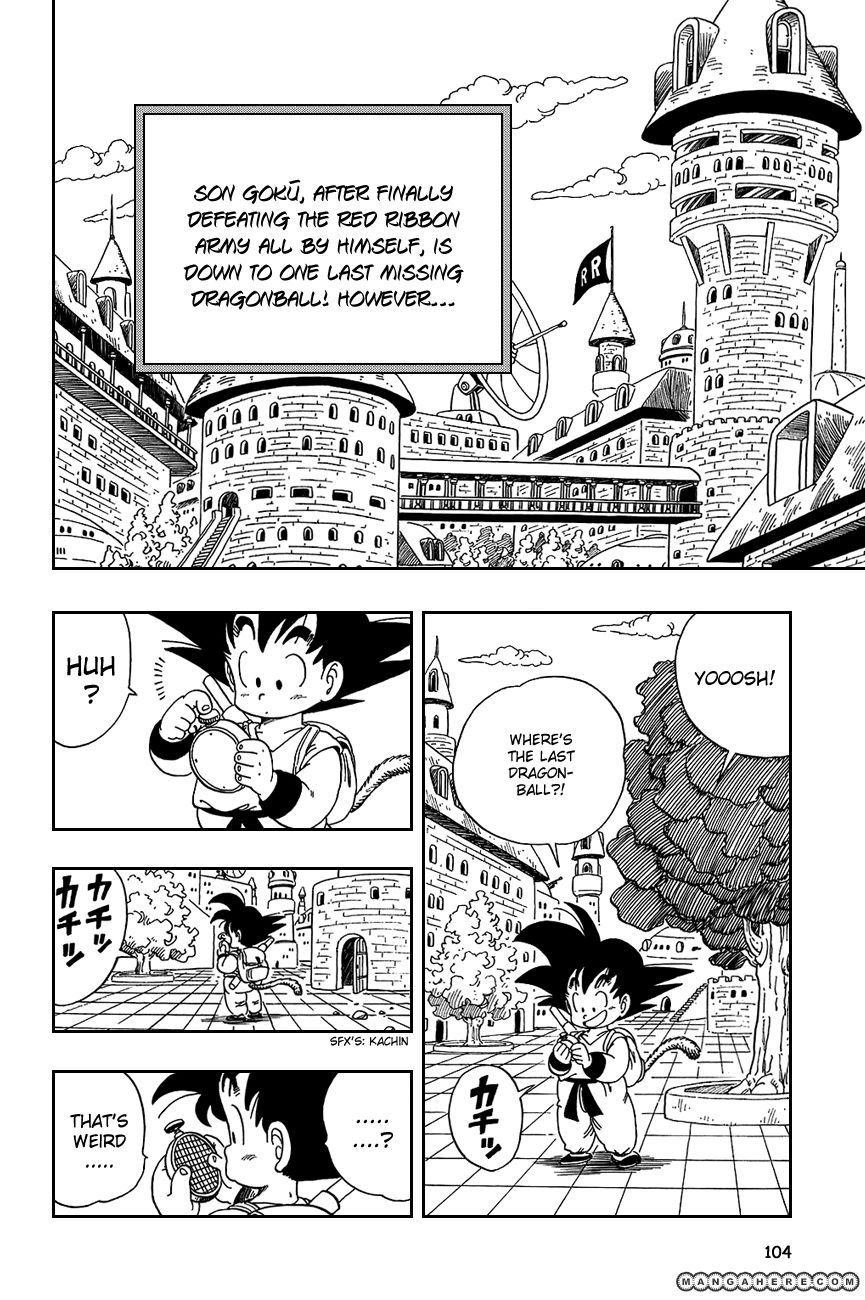 SON GOKŪ, AFTER FINALLY
DEFEATING THE RED RIBBON
ARMY ALL BY HIMSELF, IS
DOWN TO ONE LAST MISSING
DRAGONBALL! HOWEVER...
RR
YOOOSH!
WHERE'S
THE LAST
DRAGON-
BALL?!
カチッ
HUH
?
カチッ
カチッ
SFX'S: KACHIN
.....
....?
THAT'S
WEIRD
.....
104
MANGAHERE.COM